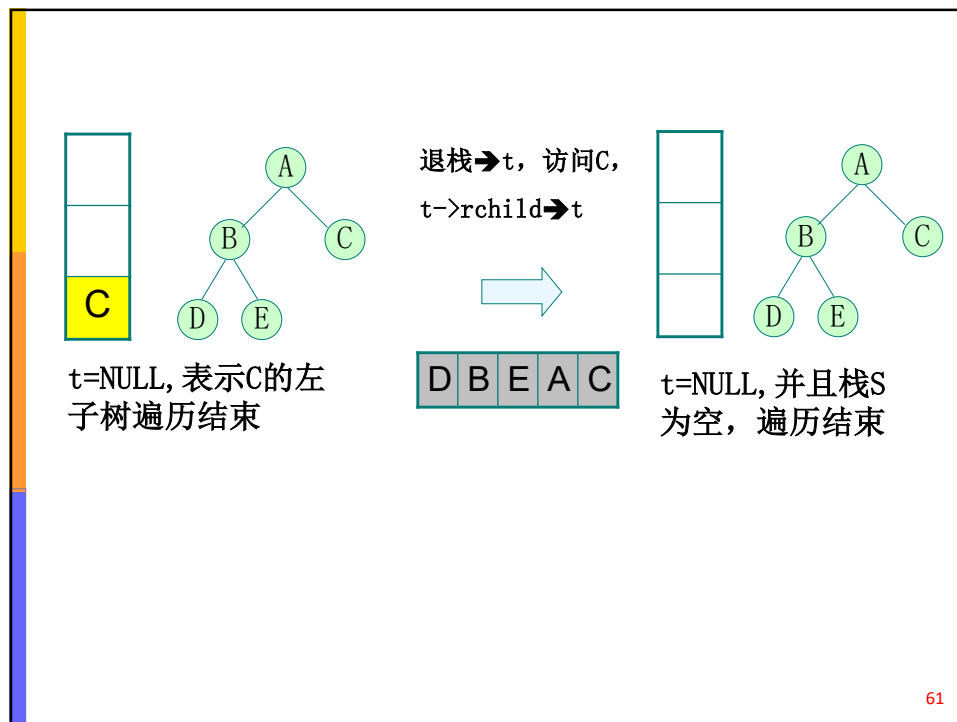 A
B
C
D
E
C
t=NULL,表示C的左
子树遍历结束
退栈➔t，访问C，
t->rchild➔t
D B E A C
A
B
C
D
E
t=NULL,并且栈S
为空，遍历结束
61